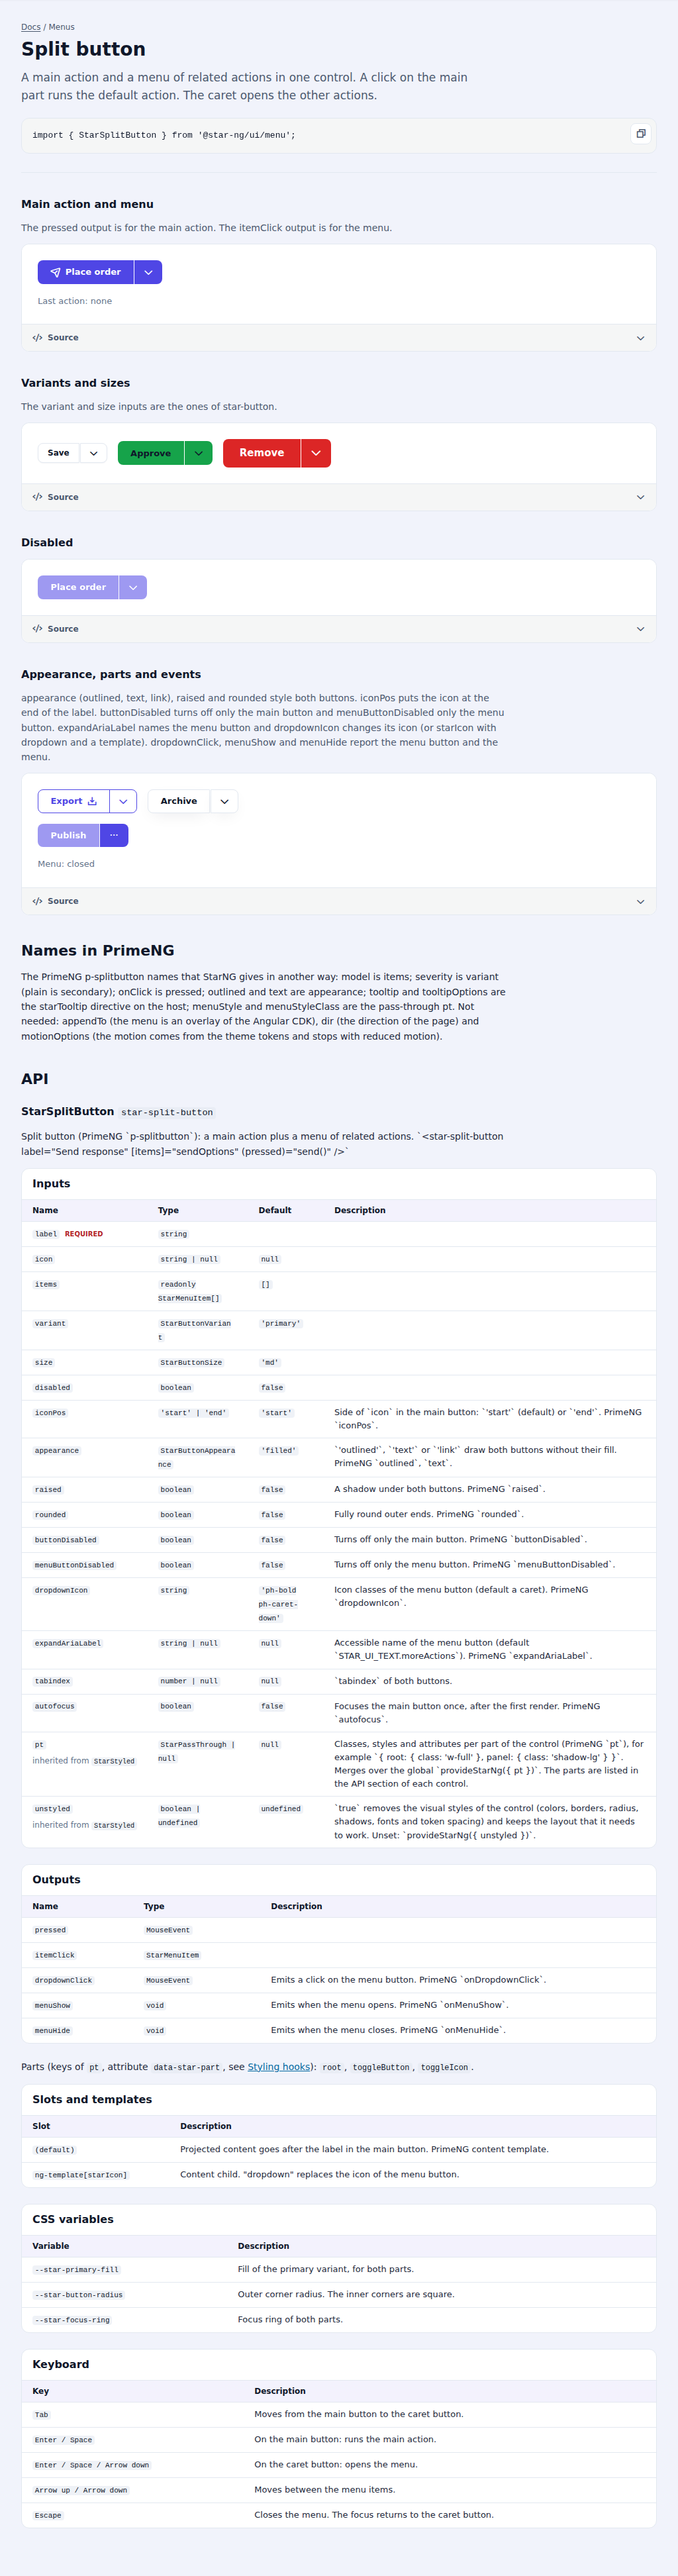 Docs / Menus
Split button
A main action and a menu of related actions in one control. A click on the main
part runs the default action. The caret opens the other actions.
import { StarSplitButton } from '@star-ng/ui/menu';
Main action and menu
The pressed output is for the main action. The itemClick output is for the menu.
Place order
Last action: none
Source
Variants and sizes
The variant and size inputs are the ones of star-button.
Save Approve Remove
Source
Disabled
Place order
Source
Appearance, parts and events
appearance (outlined, text, link), raised and rounded style both buttons. iconPos puts the icon at the
end of the label. buttonDisabled turns off only the main button and menuButtonDisabled only the menu
button. expandAriaLabel names the menu button and dropdownIcon changes its icon (or starIcon with
dropdown and a template). dropdownClick, menuShow and menuHide report the menu button and the
menu.
Export Archive
Publish ...
Menu: closed
Source
Names in PrimeNG
The PrimeNG p-splitbutton names that StarNG gives in another way: model is items; severity is variant
(plain is secondary); onClick is pressed; outlined and text are appearance; tooltip and tooltipOptions are
the starTooltip directive on the host; menuStyle and menuStyleClass are the pass-through pt. Not
needed: appendTo (the menu is an overlay of the Angular CDK), dir (the direction of the page) and
motionOptions (the motion comes from the theme tokens and stops with reduced motion).
API
StarSplitButton star-split-button
Split button (PrimeNG `p-splitbutton`): a main action plus a menu of related actions. `<star-split-button
label="Send response" [items]="sendOptions" (pressed)="send()" />`
Inputs
Name Type Default Description
label REQUIRED string
icon string | null null
items readonly StarMenuItem[] []
variant StarButtonVariant 'primary'
size StarButtonSize 'md'
disabled boolean false
iconPos 'start' | 'end' 'start' Side of `icon` in the main button: `'start'` (default) or `'end'`. PrimeNG
`iconPos`.
appearance StarButtonAppearance 'filled' `'outlined'`, `'text'` or `'link'` draw both buttons without their fill.
PrimeNG `outlined`, `text`.
raised boolean false A shadow under both buttons. PrimeNG `raised`.
rounded boolean false Fully round outer ends. PrimeNG `rounded`.
buttonDisabled boolean false Turns off only the main button. PrimeNG `buttonDisabled`.
menuButtonDisabled boolean false Turns off only the menu button. PrimeNG `menuButtonDisabled`.
dropdownIcon string 'ph-bold ph-caret-down' Icon classes of the menu button (default a caret). PrimeNG
`dropdownIcon`.
expandAriaLabel string | null null Accessible name of the menu button (default
`STAR_UI_TEXT.moreActions`). PrimeNG `expandAriaLabel`.
tabindex number | null null `tabindex` of both buttons.
autofocus boolean false Focuses the main button once, after the first render. PrimeNG
`autofocus`.
pt StarPassThrough | null null Classes, styles and attributes per part of the control (PrimeNG `pt`), for
inherited from StarStyled example `{ root: { class: 'w-full' }, panel: { class: 'shadow-lg' } }`.
Merges over the global `provideStarNg({ pt })`. The parts are listed in
the API section of each control.
unstyled boolean | undefined undefined `true` removes the visual styles of the control (colors, borders, radius,
inherited from StarStyled shadows, fonts and token spacing) and keeps the layout that it needs
to work. Unset: `provideStarNg({ unstyled })`.
Outputs
Name Type Description
pressed MouseEvent
itemClick StarMenuItem
dropdownClick MouseEvent Emits a click on the menu button. PrimeNG `onDropdownClick`.
menuShow void Emits when the menu opens. PrimeNG `onMenuShow`.
menuHide void Emits when the menu closes. PrimeNG `onMenuHide`.
Parts (keys of pt, attribute data-star-part, see Styling hooks): root, toggleButton, toggleIcon.
Slots and templates
Slot Description
(default) Projected content goes after the label in the main button. PrimeNG content template.
ng-template[starIcon] Content child. "dropdown" replaces the icon of the menu button.
CSS variables
Variable Description
--star-primary-fill Fill of the primary variant, for both parts.
--star-button-radius Outer corner radius. The inner corners are square.
--star-focus-ring Focus ring of both parts.
Keyboard
Key Description
Tab Moves from the main button to the caret button.
Enter / Space On the main button: runs the main action.
Enter / Space / Arrow down On the caret button: opens the menu.
Arrow up / Arrow down Moves between the menu items.
Escape Closes the menu. The focus returns to the caret button.